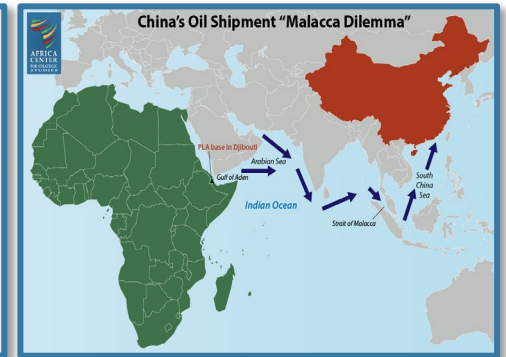 China's Oil Shipment “Malacca Dilemma”
AFRICA
CENTER
FOR STRATEGIC
STUDIES
PLA base in Djibouti
Arabian Sea
Gulf of Aden
South
China
Sea
Indian Ocean
Strait of Malacca